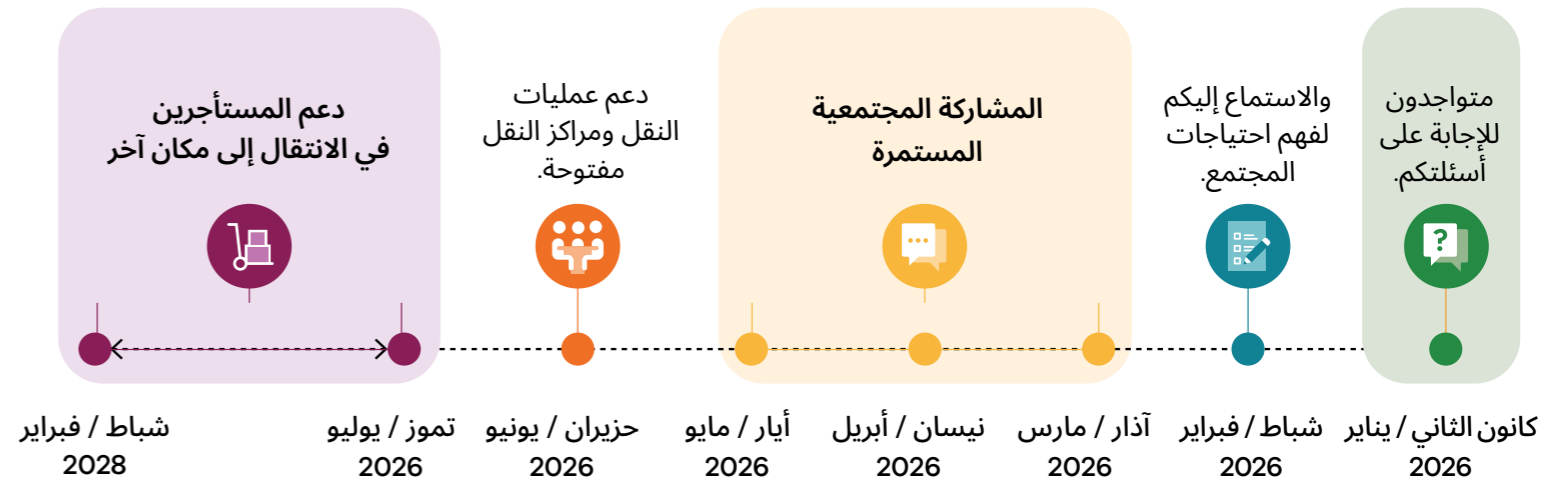 متواجدون
للإجابة على
أسئلتكم.
?
والاستماع إليكم
لفهم احتياجات
المجتمع.
المشاركة المجتمعية
المستمرة
دعم عمليات
النقل ومراكز النقل
مفتوحة.
دعم المستأجرين
في الانتقال إلى مكان آخر
كانون الثاني / يناير
2026
شباط / فبراير
2026
آذار / مارس
2026
نيسان / أبريل
2026
أيار / مايو
2026
حزيران / يونيو
2026
تموز / يوليو
2026
شباط / فبراير
2028